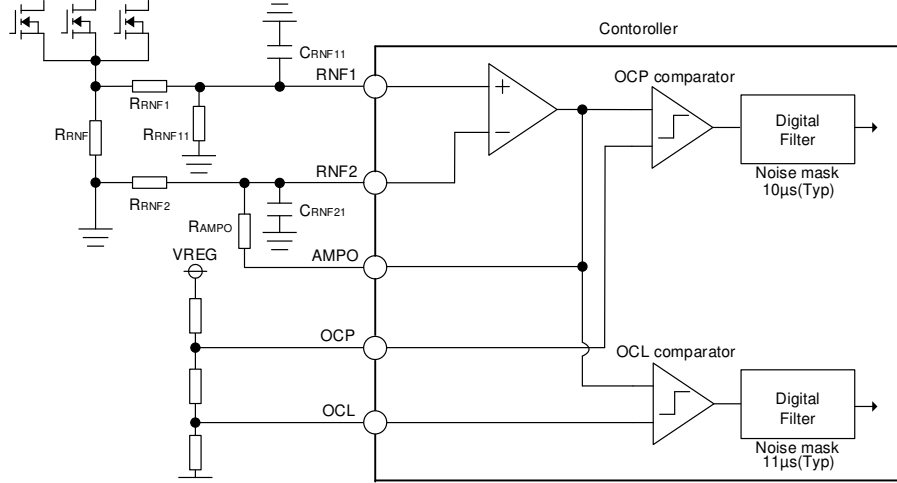 Contoroller
CRNF11
RNF1
RRNF1
RRNF11
RRNF
RNF2
RRNF2
CRNF21
RAMPO
AMPO
VREG
OCP
OCL
OCP comparator
Digital
Filter
Noise mask
10µs(Typ)
OCL comparator
Digital
Filter
Noise mask
11µs(Typ)
+
−